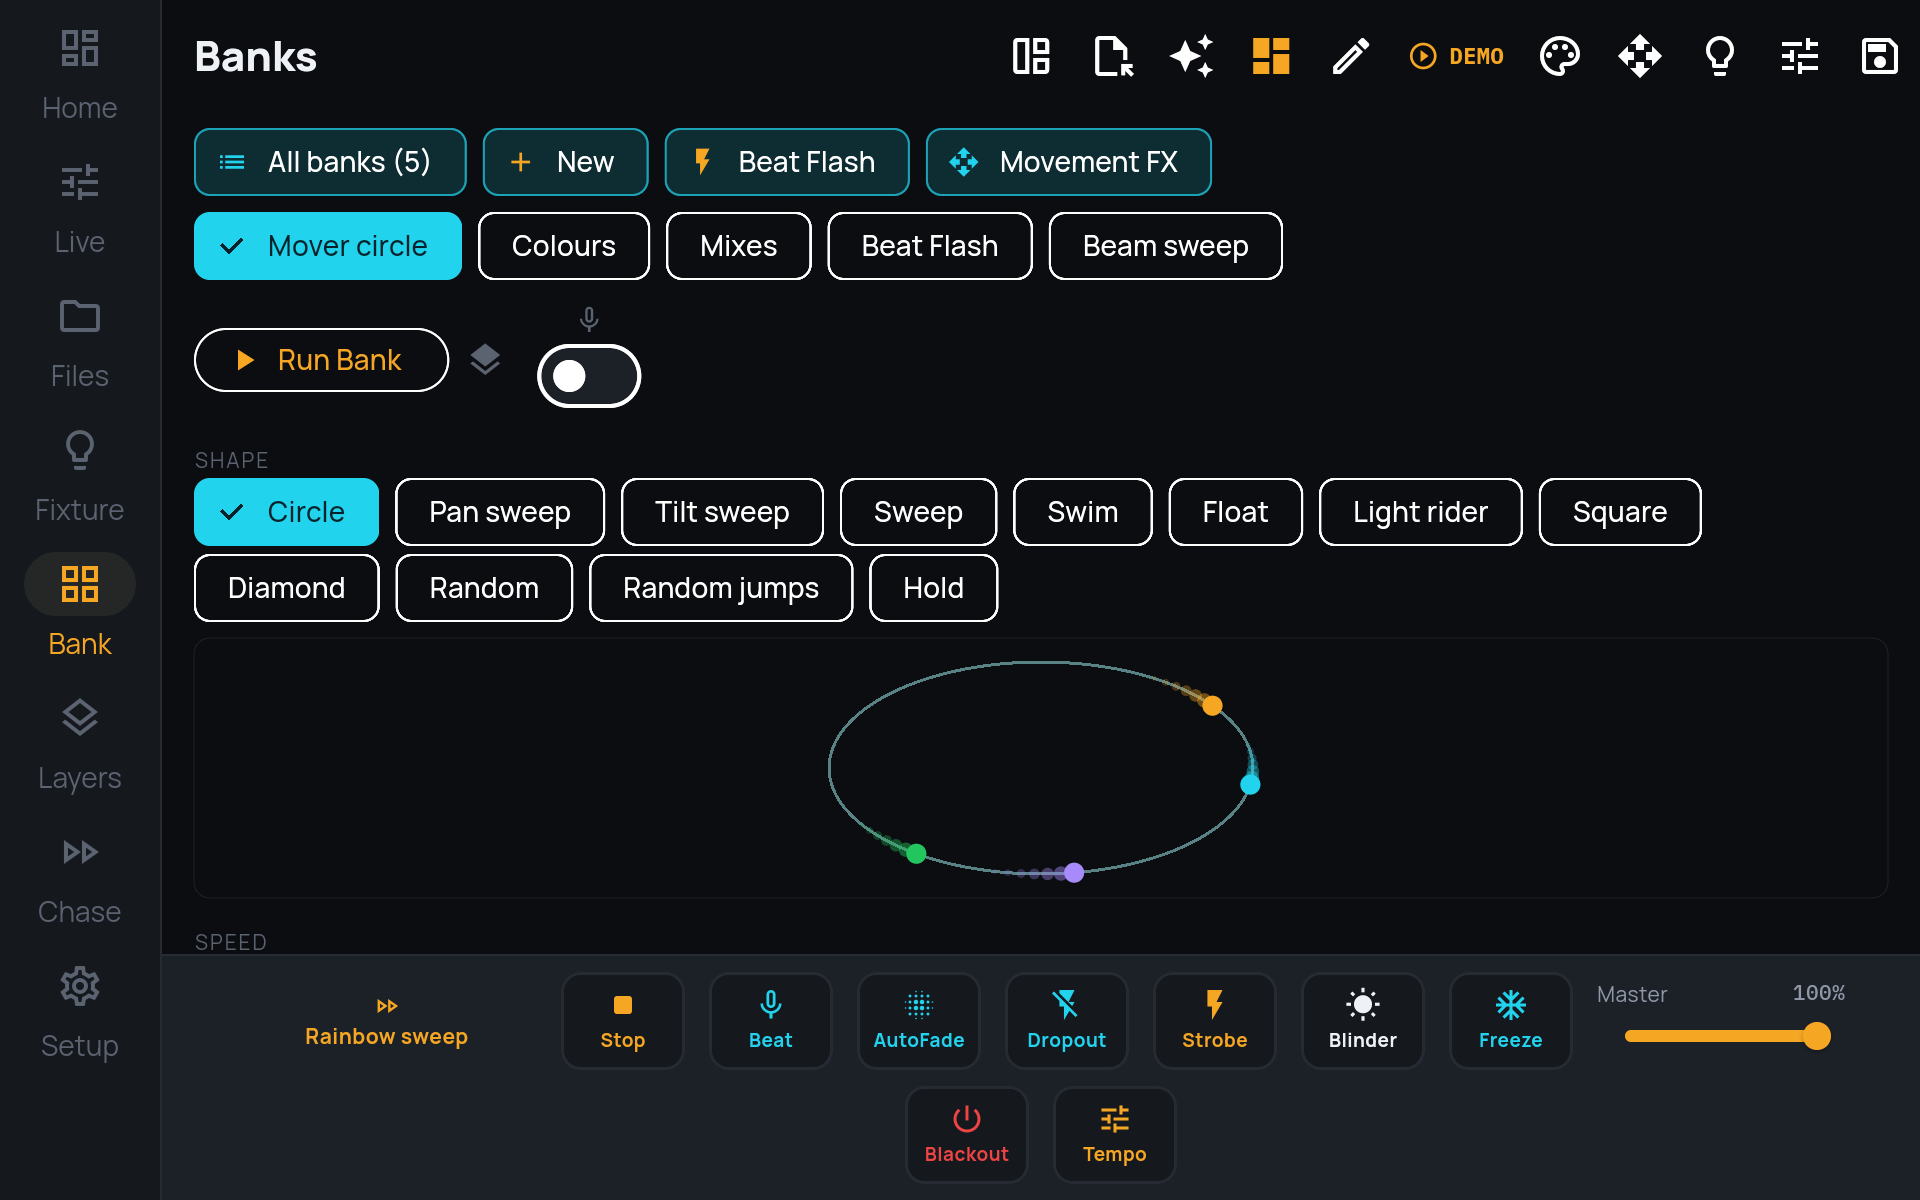 Banks
DEMO
Home
Live
Files
Fixture
Bank
Layers
Chase
Setup
All banks (5)
New
Beat Flash
Movement FX
Mover circle
Colours
Mixes
Beat Flash
Beam sweep
Run Bank
SHAPE
Circle
Pan sweep
Tilt sweep
Sweep
Swim
Float
Light rider
Square
Diamond
Random
Random jumps
Hold
SPEED
Rainbow sweep
Stop
Beat
AutoFade
Dropout
Strobe
Blinder
Freeze
Master
100%
Blackout
Tempo